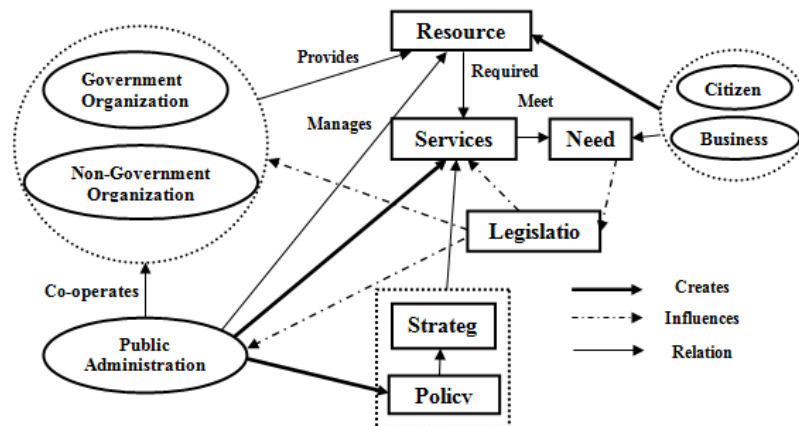 Resource
Provides
Government
Organization
Required
Citizen
Meet
Manages
Services
Need
Business
Non-Government
Organization
Legislatio
Co-operates
Creates
Strateg
Influences
Public
Administration
Relation
Policy